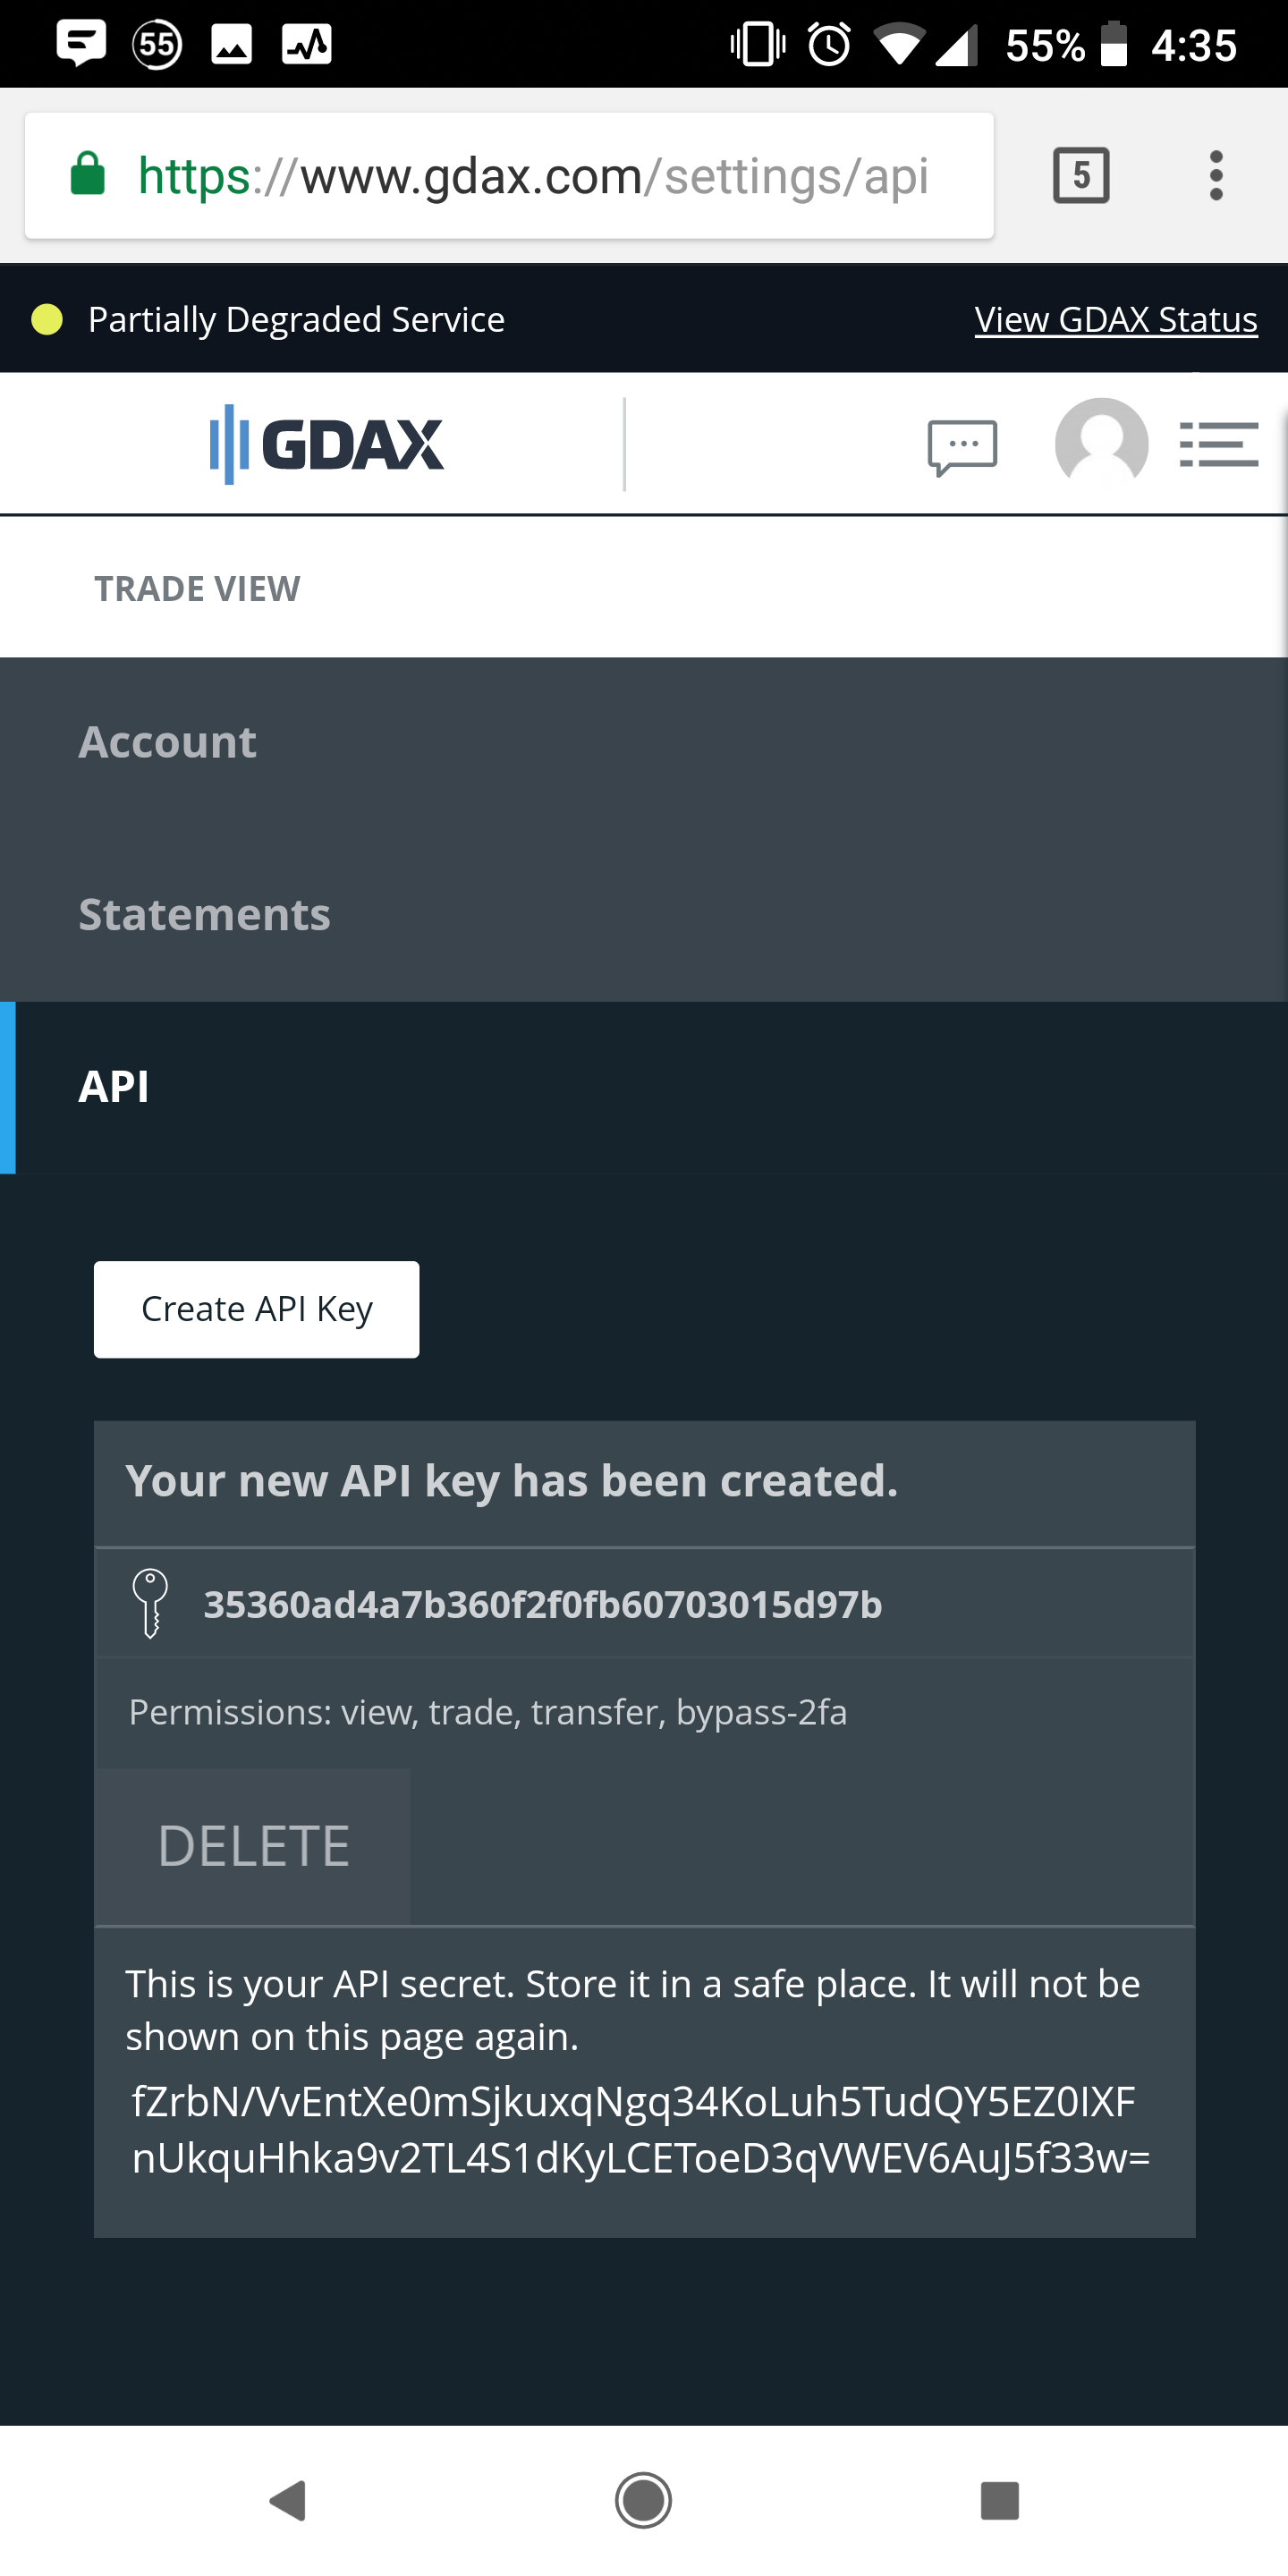 55
55% 4:35
https://www.gdax.com/settings/api
5
Partially Degraded Service View GDAX Status
GDAX
TRADE VIEW
Account
Statements
API
Create API Key
Your new API key has been created.
35360ad4a7b360f2f0fb60703015d97b
Permissions: view, trade, transfer, bypass-2fa
DELETE
This is your API secret. Store it in a safe place. It will not be
shown on this page again.
fZrbN/VvEntXe0mSjkuxqNgq34KoLuh5TudQY5EZ0IXF
nUkquHhka9v2TL4S1dKyLCEToeD3qVWEV6AuJ5f33w=